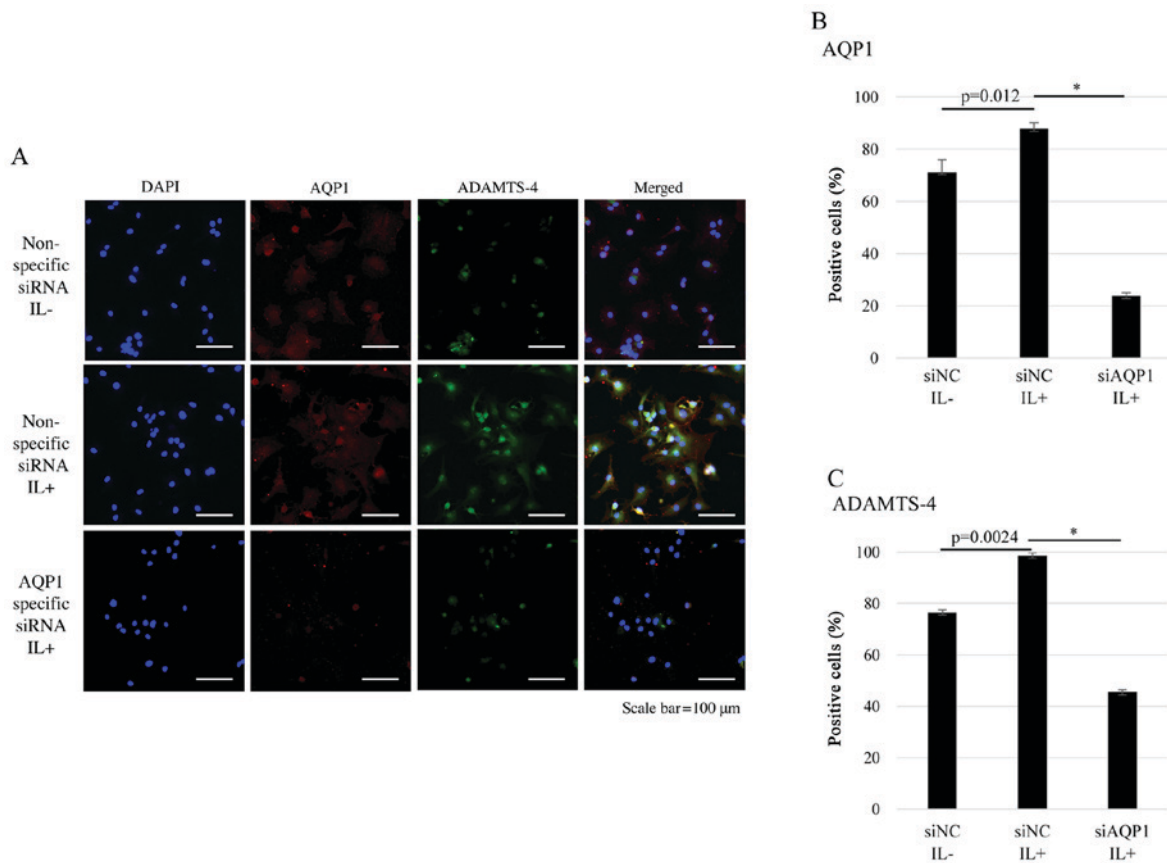 A
DAPI AQP1 ADAMTS-4 Merged
Non-
specific
siRNA
IL-
Non-
specific
siRNA
IL+
AQP1
specific
siRNA
IL+
Scale bar=100 μm
B
AQP1
Positive cells (%)
100
80
60
40
20
0
p=0.012 *
siNC siNC siAQP1
IL- IL+ IL+
C
ADAMTS-4
Positive cells (%)
100
80
60
40
20
0
p=0.0024 *
siNC siNC siAQP1
IL- IL+ IL+